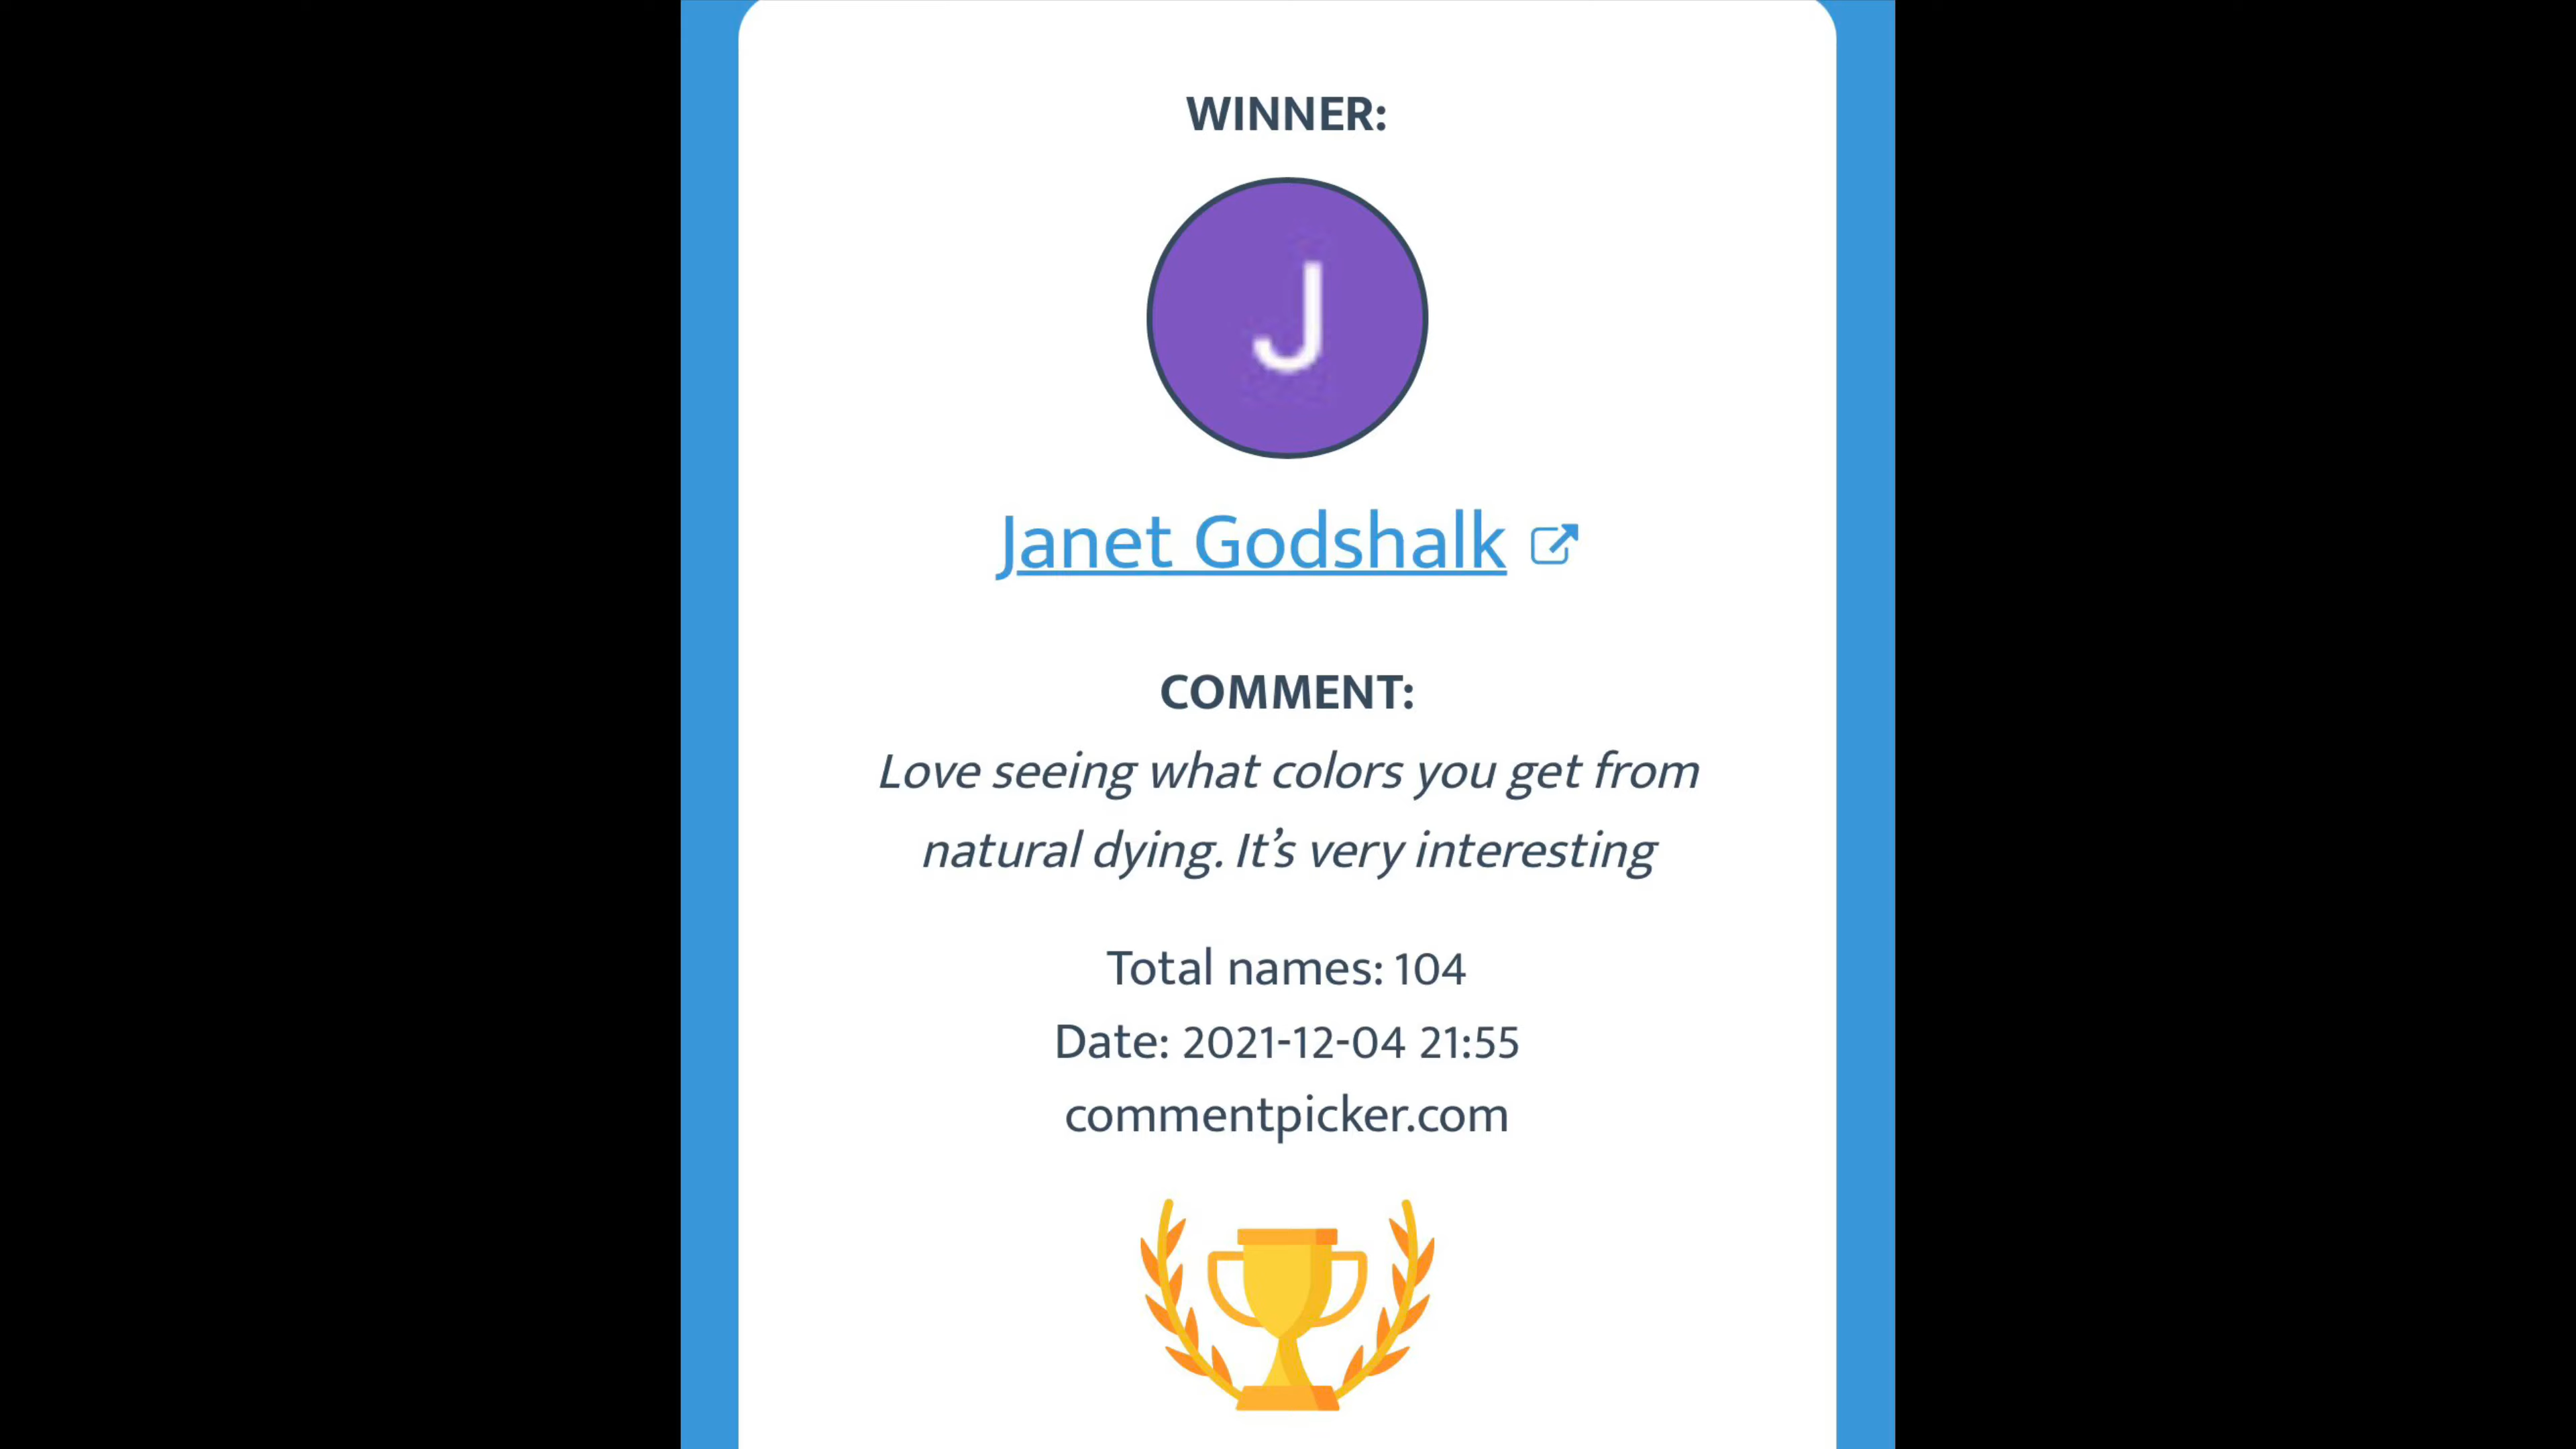 WINNER:
J
Janet Godshalk
COMMENT:
Love seeing what colors you get from
natural dying. It’s very interesting
Total names: 104
Date: 2021-12-04 21:55
commentpicker.com